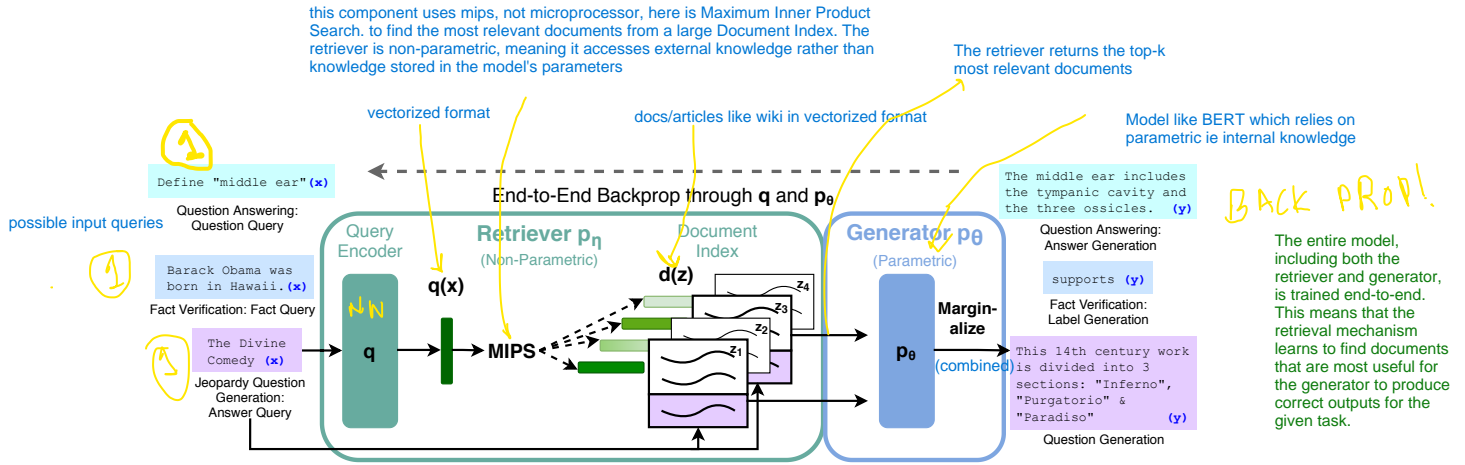 this component uses mips, not microprocessor, here is Maximum Inner Product
Search. to find the most relevant documents from a large Document Index. The
retriever is non-parametric, meaning it accesses external knowledge rather than
knowledge stored in the model's parameters
The retriever returns the top-k
most relevant documents
vectorized format
docs/articles like wiki in vectorized format
Model like BERT which relies on
parametric ie internal knowledge
1
Define "middle ear"(x)
Question Answering:
Question Query
possible input queries
1
Barack Obama was
born in Hawaii.(x)
Fact Verification: Fact Query
The Divine
Comedy (x)
Jeopardy Question
Generation:
Answer Query
End-to-End Backprop through q and pθ
Query
Encoder
NN
q
q(x)
Retriever pη
(Non-Parametric)
MIPS
Document
Index
d(z)
z4
z3
z2
z1
Generator pθ
(Parametric)
pθ
Margin-
alize
(combined)
The middle ear includes
the tympanic cavity and
the three ossicles. (y)
Question Answering:
Answer Generation
supports (y)
Fact Verification:
Label Generation
This 14th century work
is divided into 3
sections: "Inferno",
"Purgatorio" &
"Paradiso" (y)
Question Generation
BACK PROP!
The entire model,
including both the
retriever and generator,
is trained end-to-end.
This means that the
retrieval mechanism
learns to find documents
that are most useful for
the generator to produce
correct outputs for the
given task.